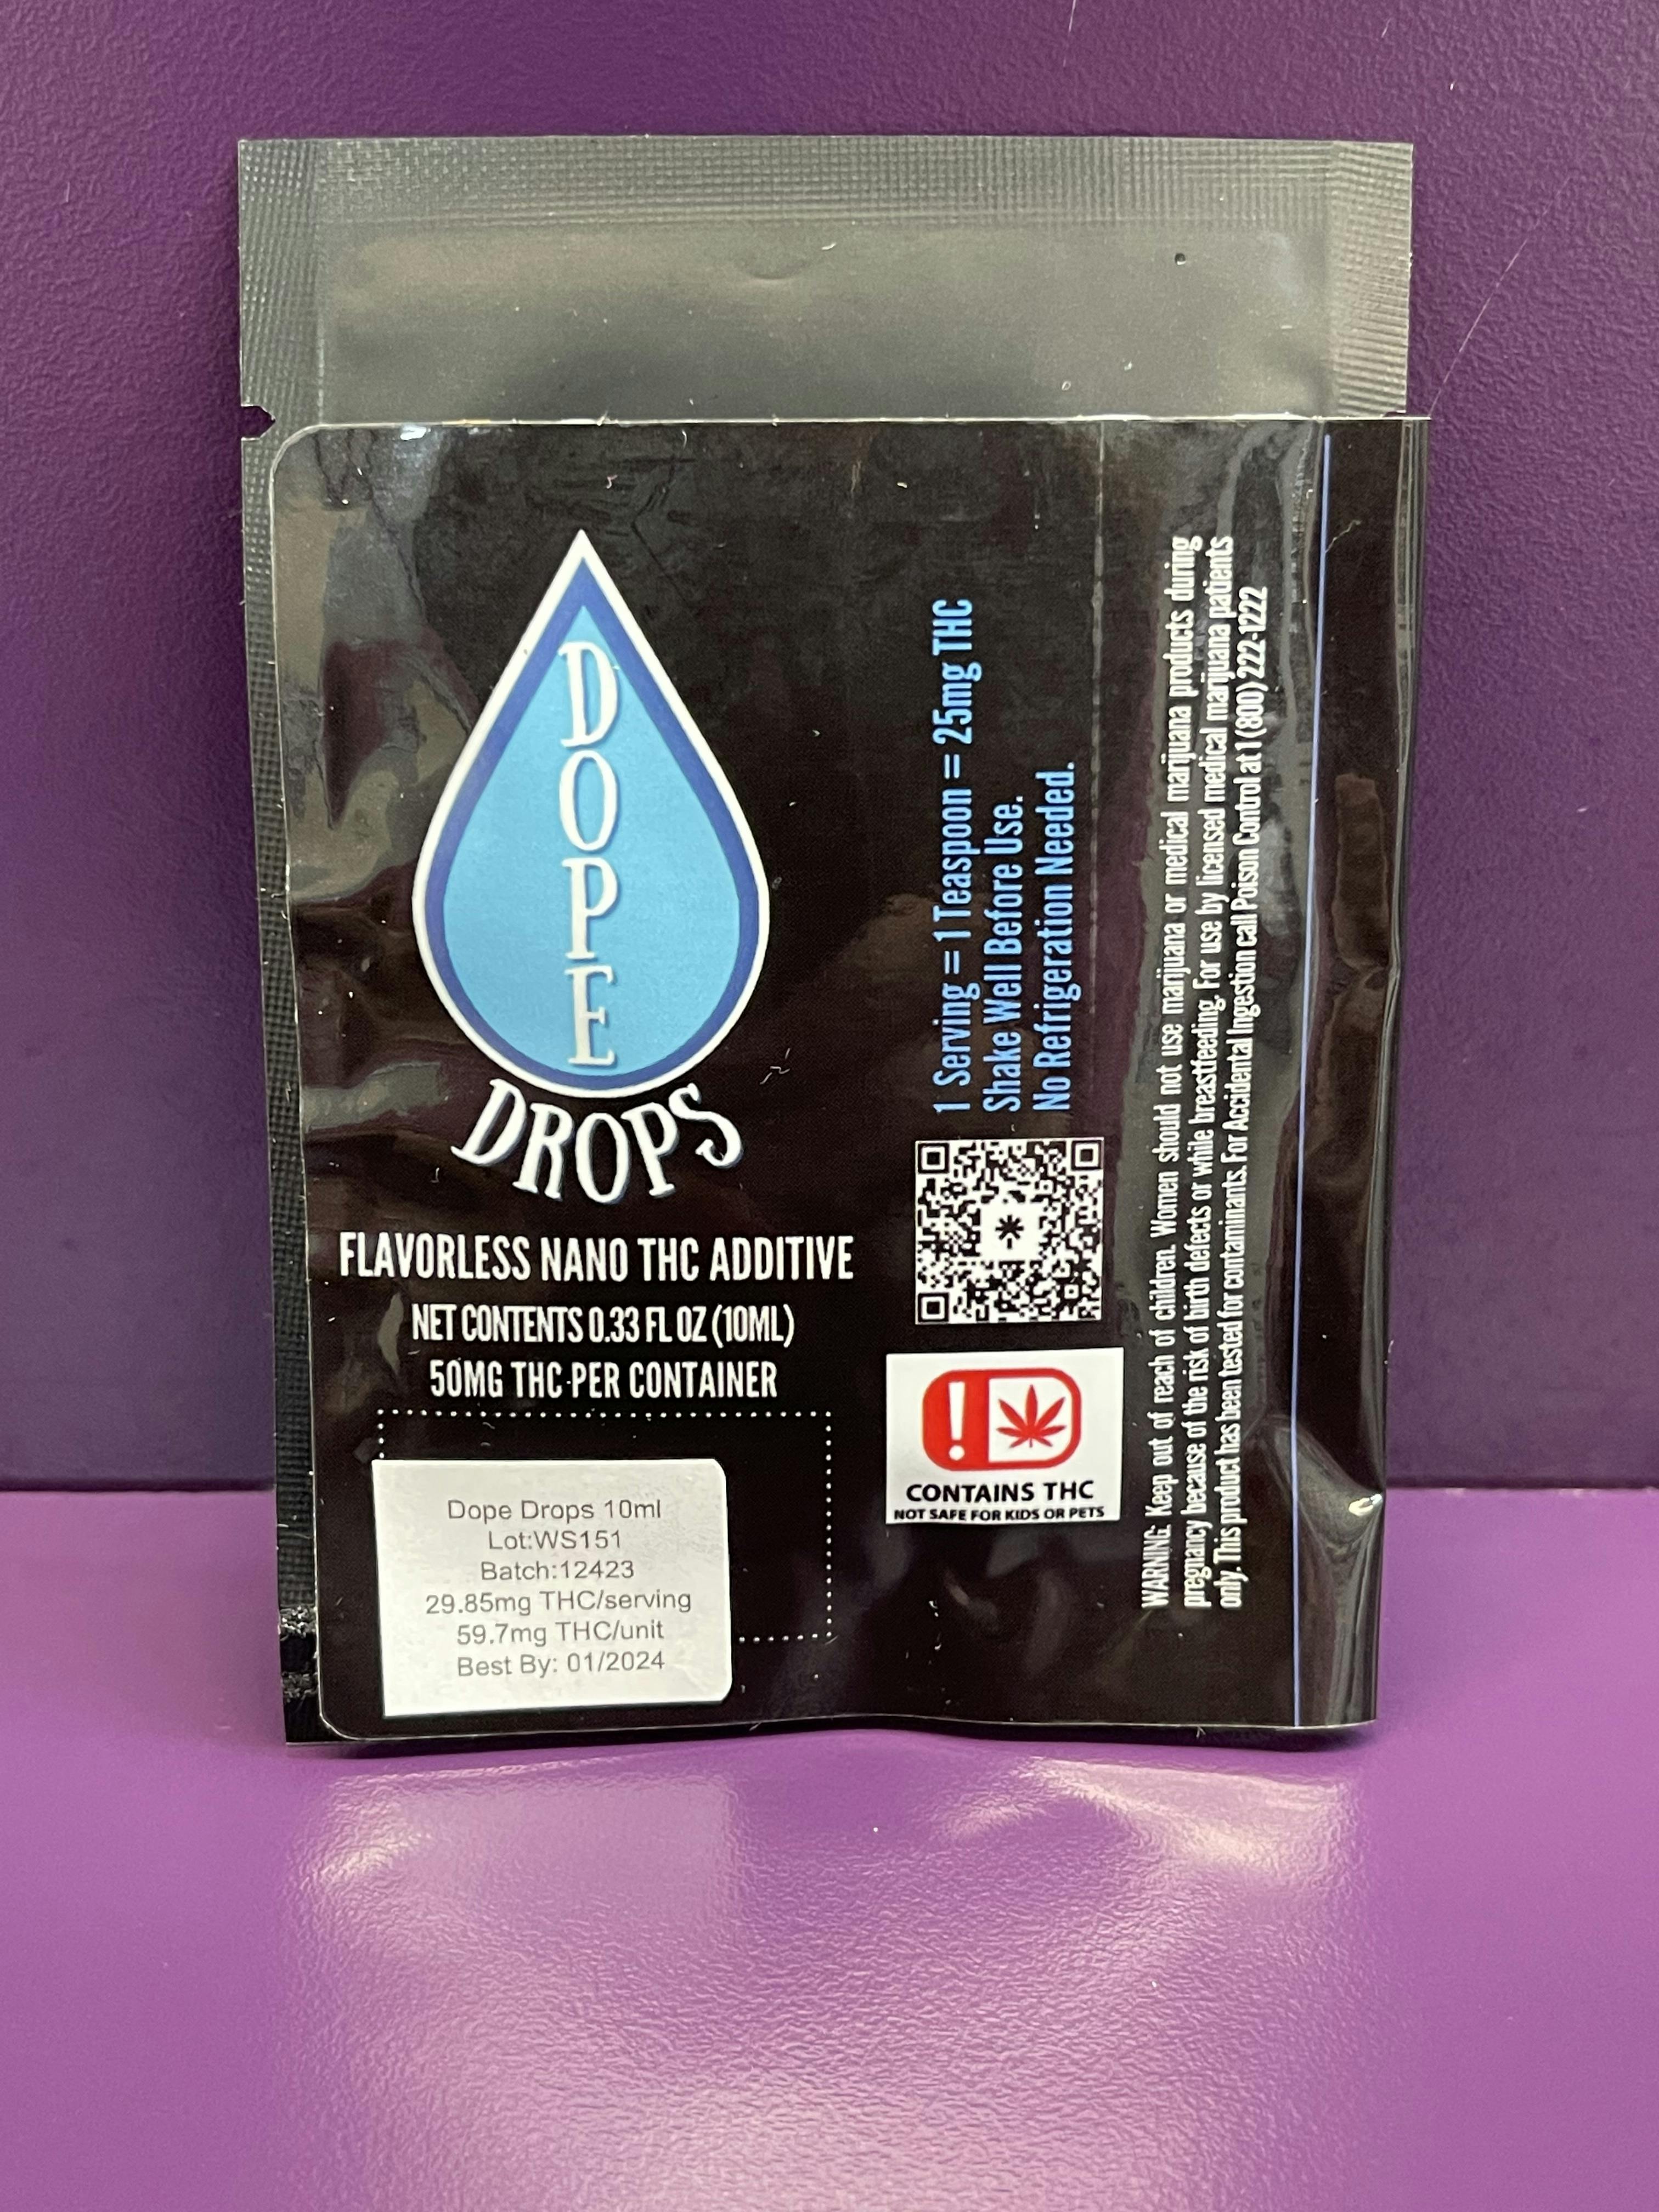 DOPE
DROPS
FLAVORLESS NANO THC ADDITIVE
NET CONTENTS 0.33 FL OZ (10ML)
50MG THC PER CONTAINER
Dope Drops 10ml
Lot:WS151
Batch:12423
29.85mg THC/serving
59.7mg THC/unit
Best By: 01/2024
1 Serving = 1 Teaspoon = 25mg THC
Shake Well Before Use.
No Refrigeration Needed.
!
CONTAINS THC
NOT SAFE FOR KIDS OR PETS
WARNING: Keep out of reach of children. Women should not use marijuana or medical marijuana products during
pregnancy because of the risk of birth defects or while breastfeeding. For use by licensed medical marijuana patients
only. This product has been tested for contaminants. For Accidental Ingestion call Poison Control at 1 (800) 222-1222